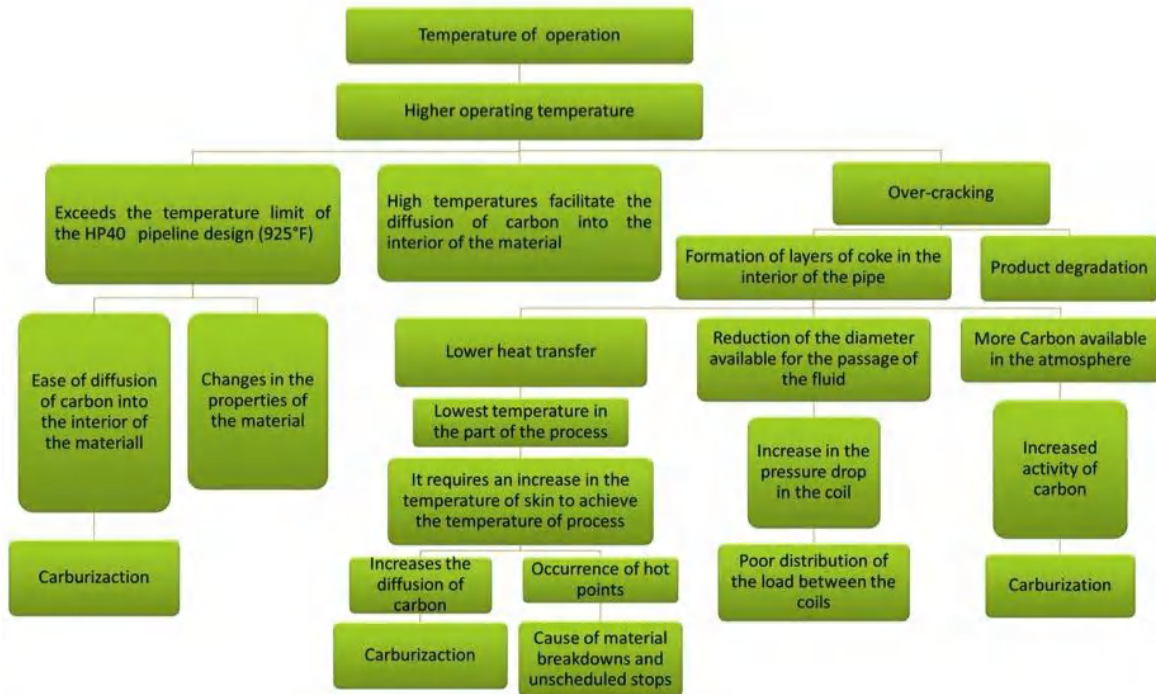 Temperature of operation
Higher operating temperature
Exceeds the temperature limit of
the HP40 pipeline design (925°F)
High temperatures facilitate the
diffusion of carbon into the
interior of the material
Over-cracking
Formation of layers of coke in the
interior of the pipe
Product degradation
Ease of diffusion
of carbon into
the interior of
the materiall
Changes in the
properties of
the material
Lower heat transfer
Reduction of the diameter
available for the passage of
the fluid
More Carbon available
in the atmosphere
Lowest temperature in
the part of the process
Increase in the
pressure drop
in the coil
Increased
activity of
carbon
It requires an increase in the
temperature of skin to achieve
the temperature of process
Carburizaction
Increases the
diffusion of
carbon
Occurrence of hot
points
Poor distribution of
the load between the
coils
Carburization
Carburizaction
Cause of material
breakdowns and
unscheduled stops